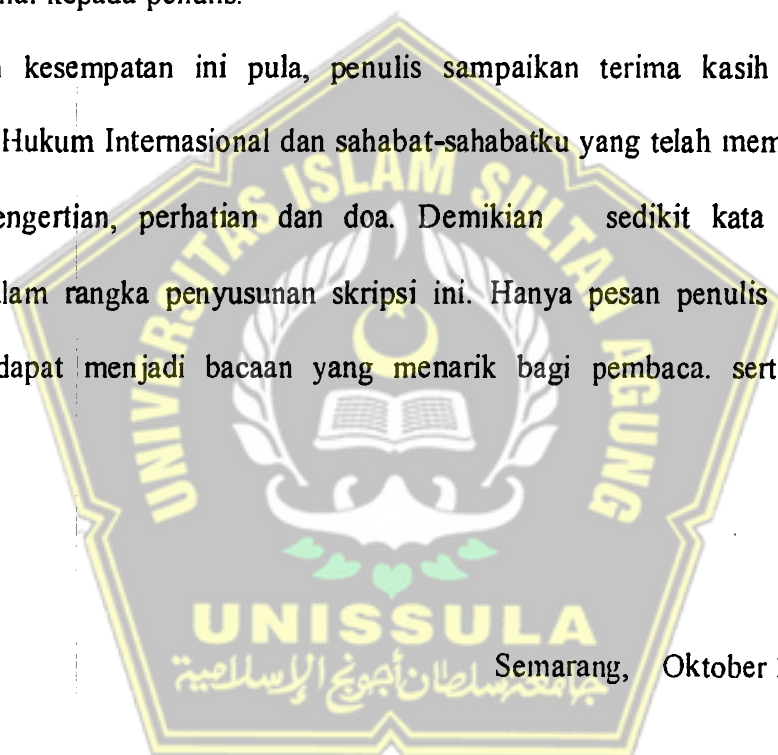 kepada penulis.
kesempatan ini pula, penulis sampaikan terima kasih
Hukum Internasional dan sahabat-sahabatku yang telah mem
engertian, perhatian dan doa. Demikian sedikit kata
lam rangka penyusunan skripsi ini. Hanya pesan penulis
dapat menjadi bacaan yang menarik bagi pembaca. sert
UNIVERSITAS ISLAM SULTAN AGUNG
UNISSULA
جامعة سلطان أجونج الإسلامية
Semarang, Oktober